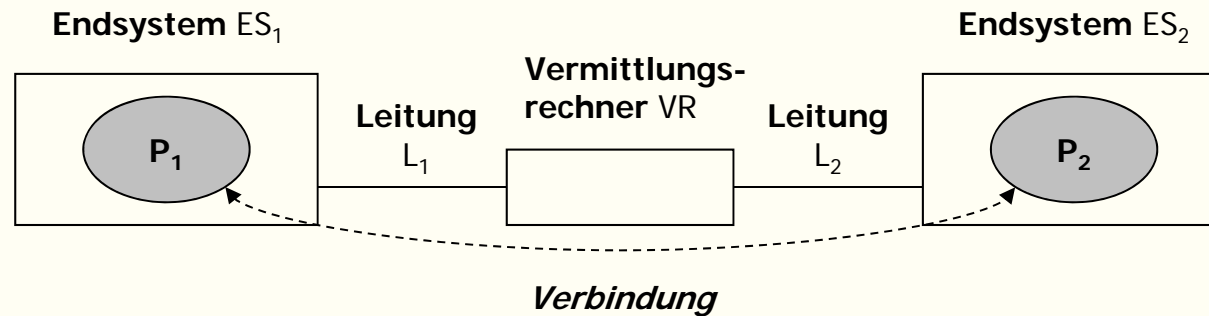 Endsystem ES₁
Endsystem ES₂
Vermittlungs-
rechner VR
Leitung
L₁
Leitung
L₂
P₁
P₂
Verbindung